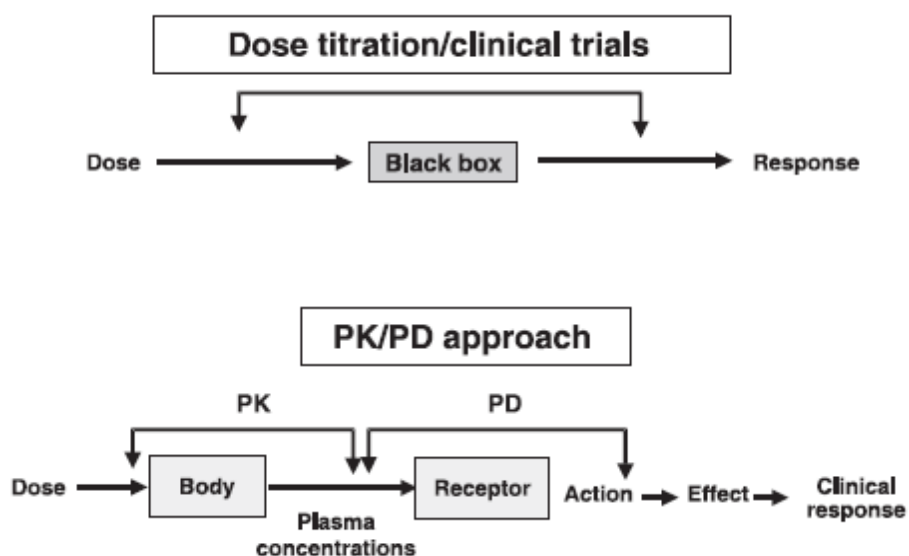 Dose titration/clinical trials
Dose
Black box
Response
PK/PD approach
PK
PD
Dose
Body
Plasma
concentrations
Receptor
Action
Effect
Clinical
response